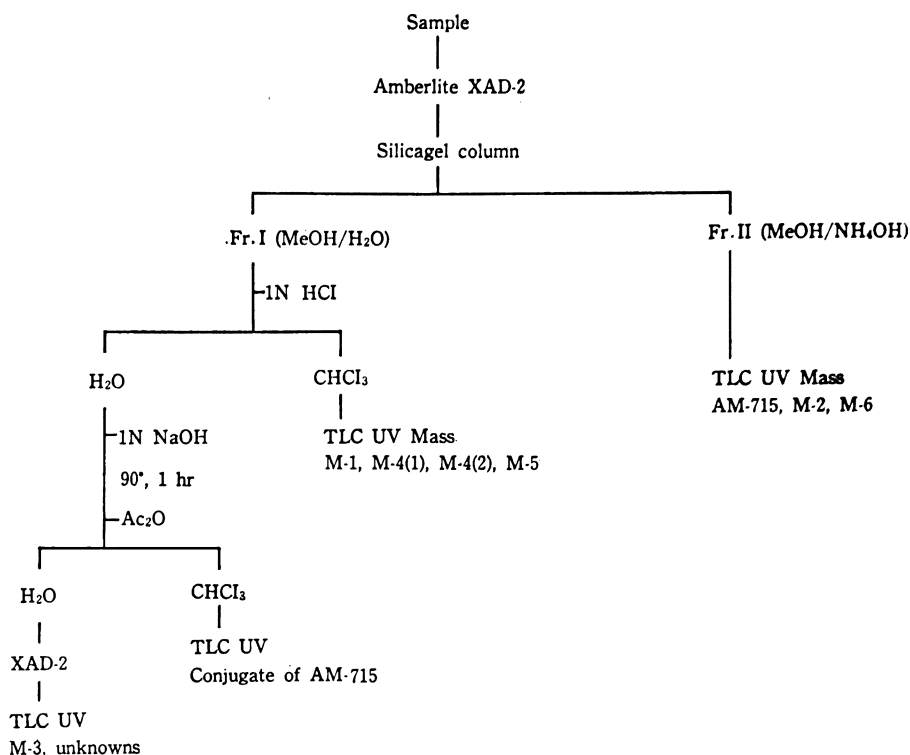 Sample
Amberlite XAD-2
Silicagel column
.Fr. I (MeOH/H₂O)
Fr. II (MeOH/NH₄OH)
1N HCl
H₂O
CHCl₃
TLC UV Mass
AM-715, M-2, M-6
TLC UV Mass.
M-1, M-4(1), M-4(2), M-5
1N NaOH
90°, 1 hr
Ac₂O
H₂O
CHCl₃
TLC UV
Conjugate of AM-715
XAD-2
TLC UV
M-3, unknowns